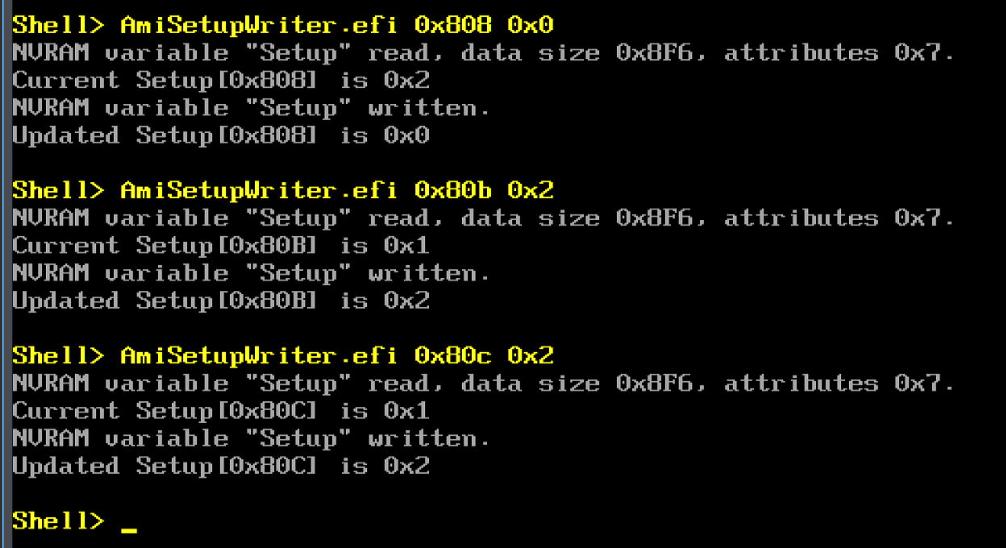 Shell> AmiSetupWriter.efi 0x808 0x0
NVRAM variable "Setup" read, data size 0x8F6, attributes 0x7.
Current Setup[0x808] is 0x2
NVRAM variable "Setup" written.
Updated Setup[0x808] is 0x0
Shell> AmiSetupWriter.efi 0x80b 0x2
NVRAM variable "Setup" read, data size 0x8F6, attributes 0x7.
Current Setup[0x80B] is 0x1
NVRAM variable "Setup" written.
Updated Setup[0x80B] is 0x2
Shell> AmiSetupWriter.efi 0x80c 0x2
NVRAM variable "Setup" read, data size 0x8F6, attributes 0x7.
Current Setup[0x80C] is 0x1
NVRAM variable "Setup" written.
Updated Setup[0x80C] is 0x2
Shell> _